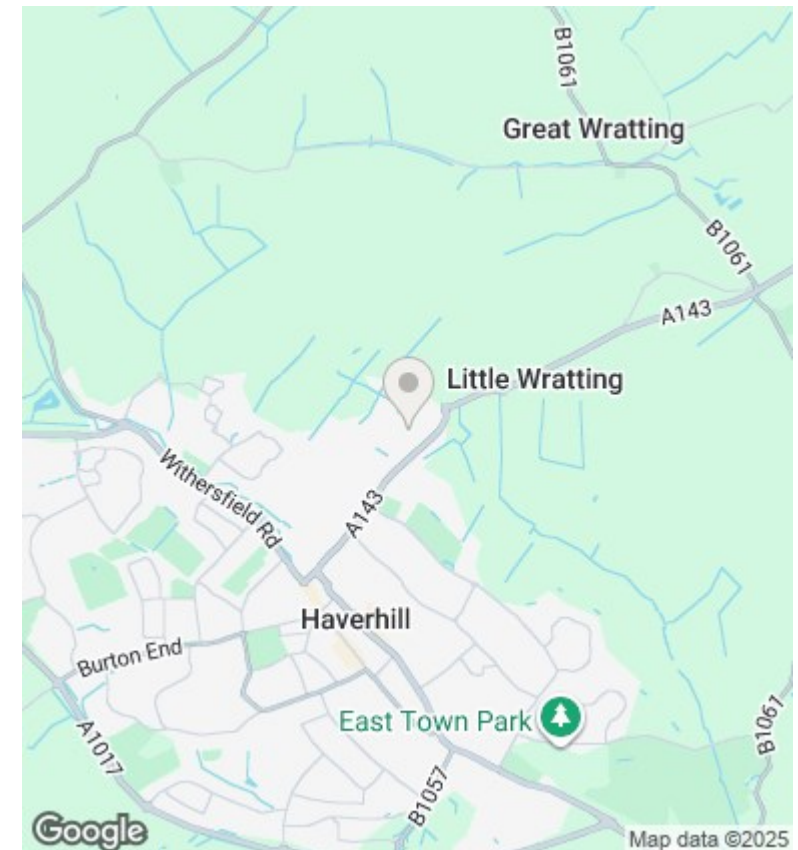 B1061
Great Wratting
B1061
A143
Little Wratting
Withersfield Rd
A143
Haverhill
Burton End
East Town Park
A1017
B1061
B1057
Google
Map data ©2025